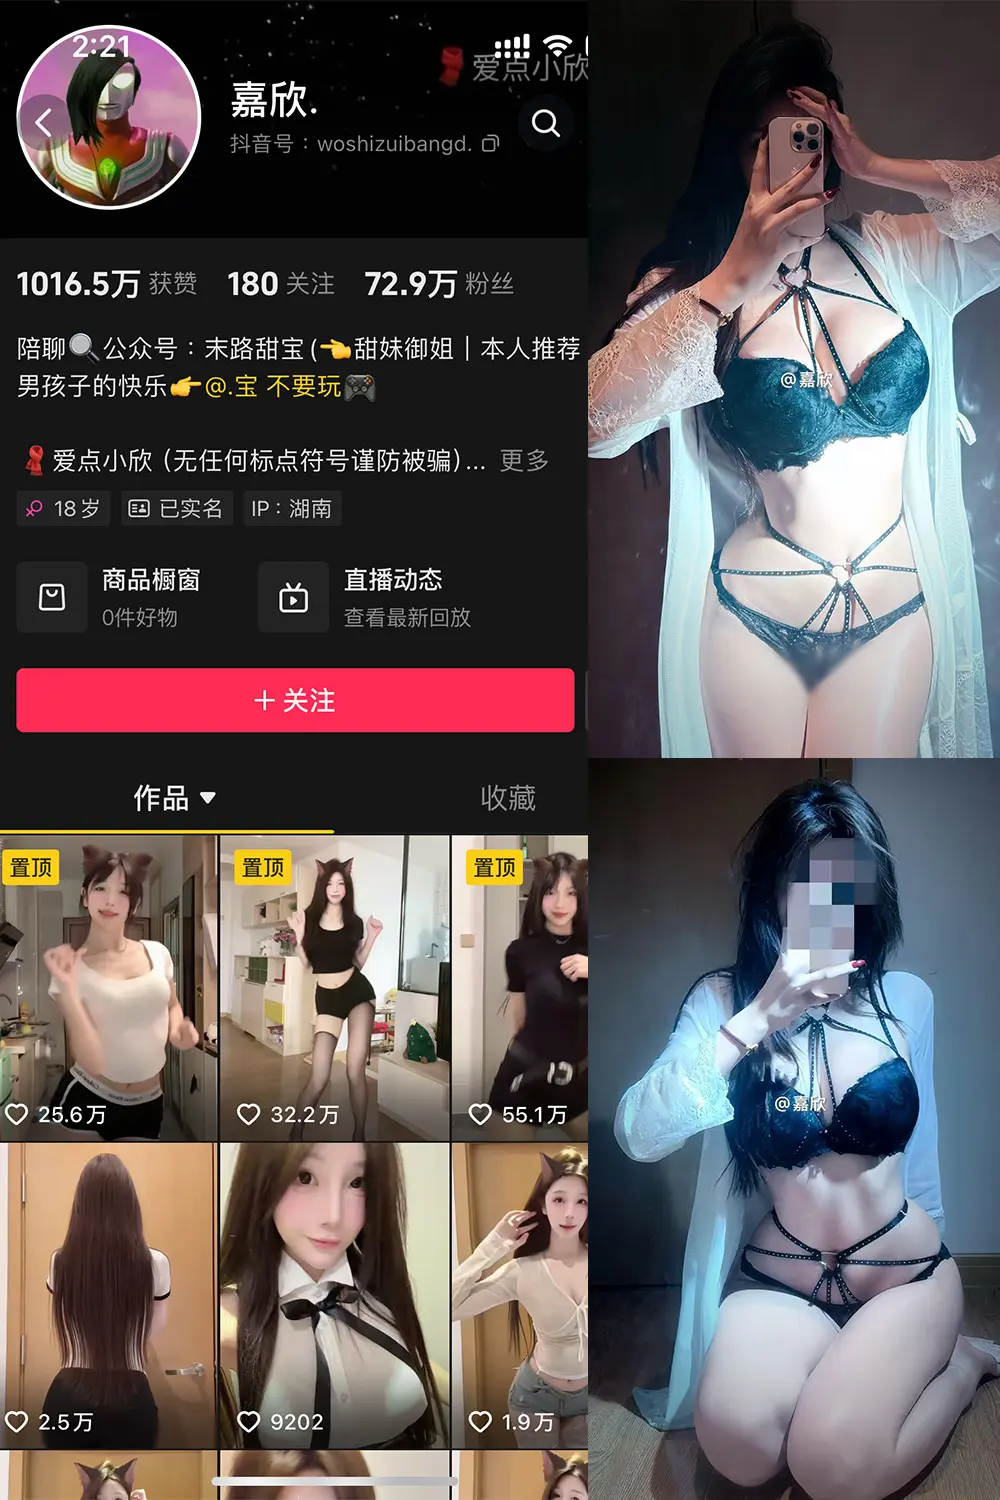 2:21
爱点小欣
嘉欣.
抖音号：woshizuibangd.
1016.5万 获赞 180 关注 72.9万 粉丝
陪聊🔍公众号：末路甜宝(👉甜妹御姐｜本人推荐
男孩子的快乐👉@.宝 不要玩🎮
🧣爱点小欣（无任何标点符号谨防被骗）... 更多
18岁 已实名 IP：湖南
商品橱窗 直播动态
0件好物 查看最新回放
+ 关注
作品 收藏
置顶 置顶 置顶
25.6万 32.2万 55.1万
2.5万 9202 1.9万
@嘉欣
@嘉欣